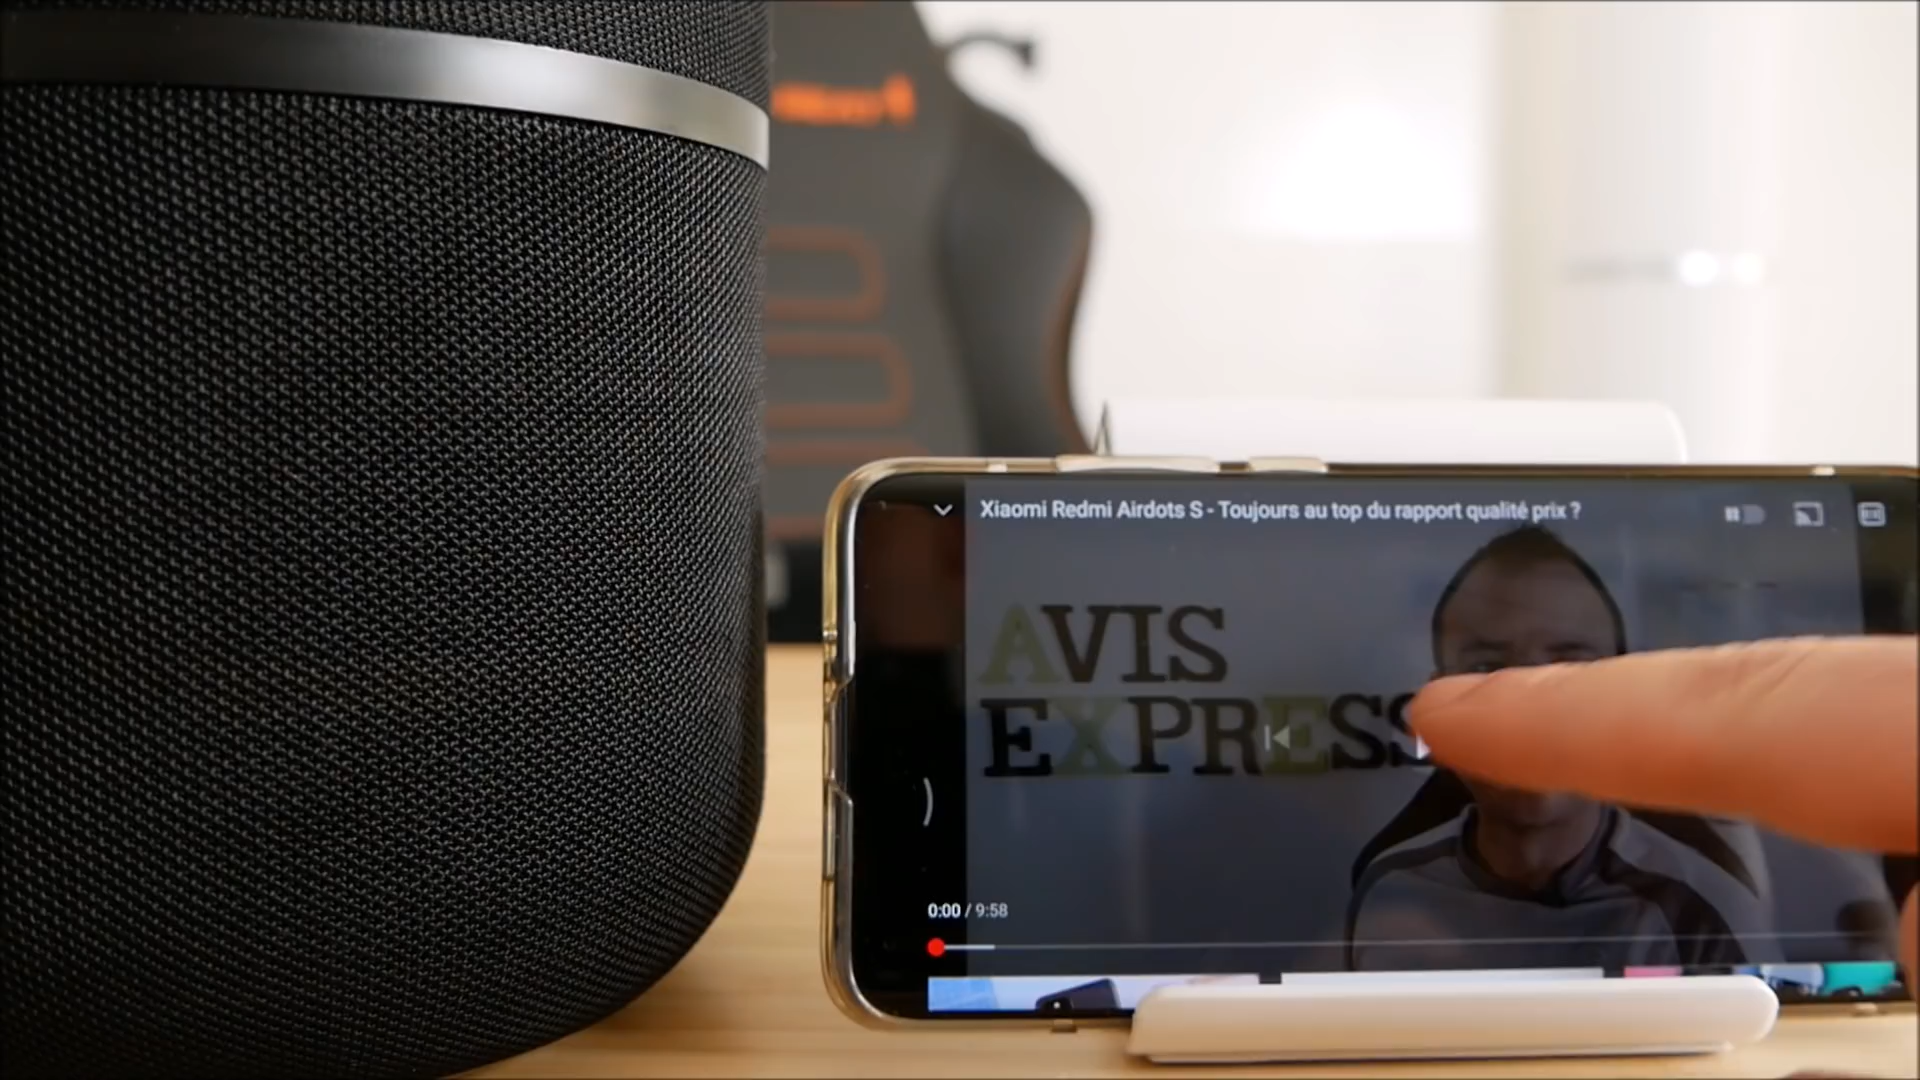 Xiaomi Redmi Airdots S - Toujours au top du rapport qualité prix ?
AVIS
EXPRESS
0:00 / 9:58